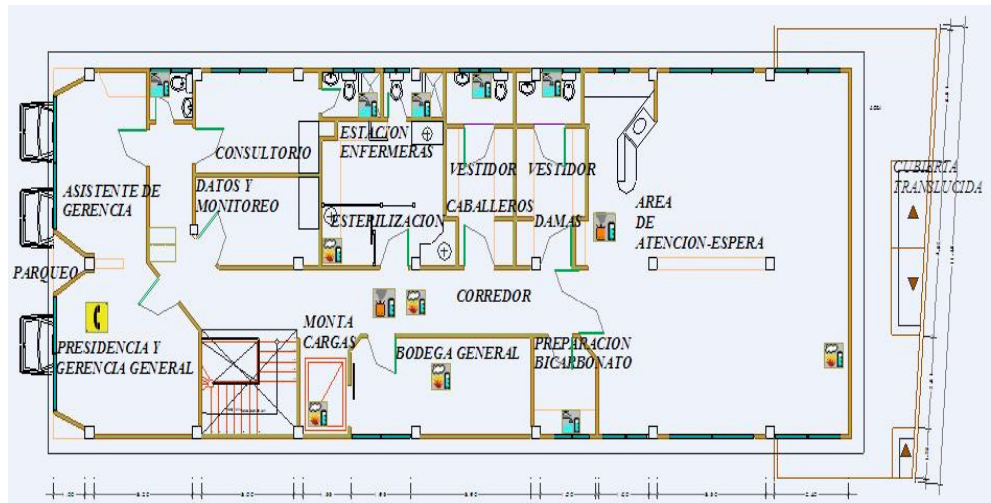 ESTACION
ENFERMERAS
CONSULTORIO
VESTIDOR
VESTIDOR
CUBIERTA
TRANSLUCIDA
ASISTENTE DE
GERENCIA
DATOS Y
MONITOREO
CABALLEROS
DAMAS
AREA
DE
ATENCION-ESPERA
ESTERILIZACION
PARQUEO
CORREDOR
MONTA
CARGAS
PRESIDENCIA Y
GERENCIA GENERAL
BODEGA GENERAL
PREPARACION
BICARBONATO